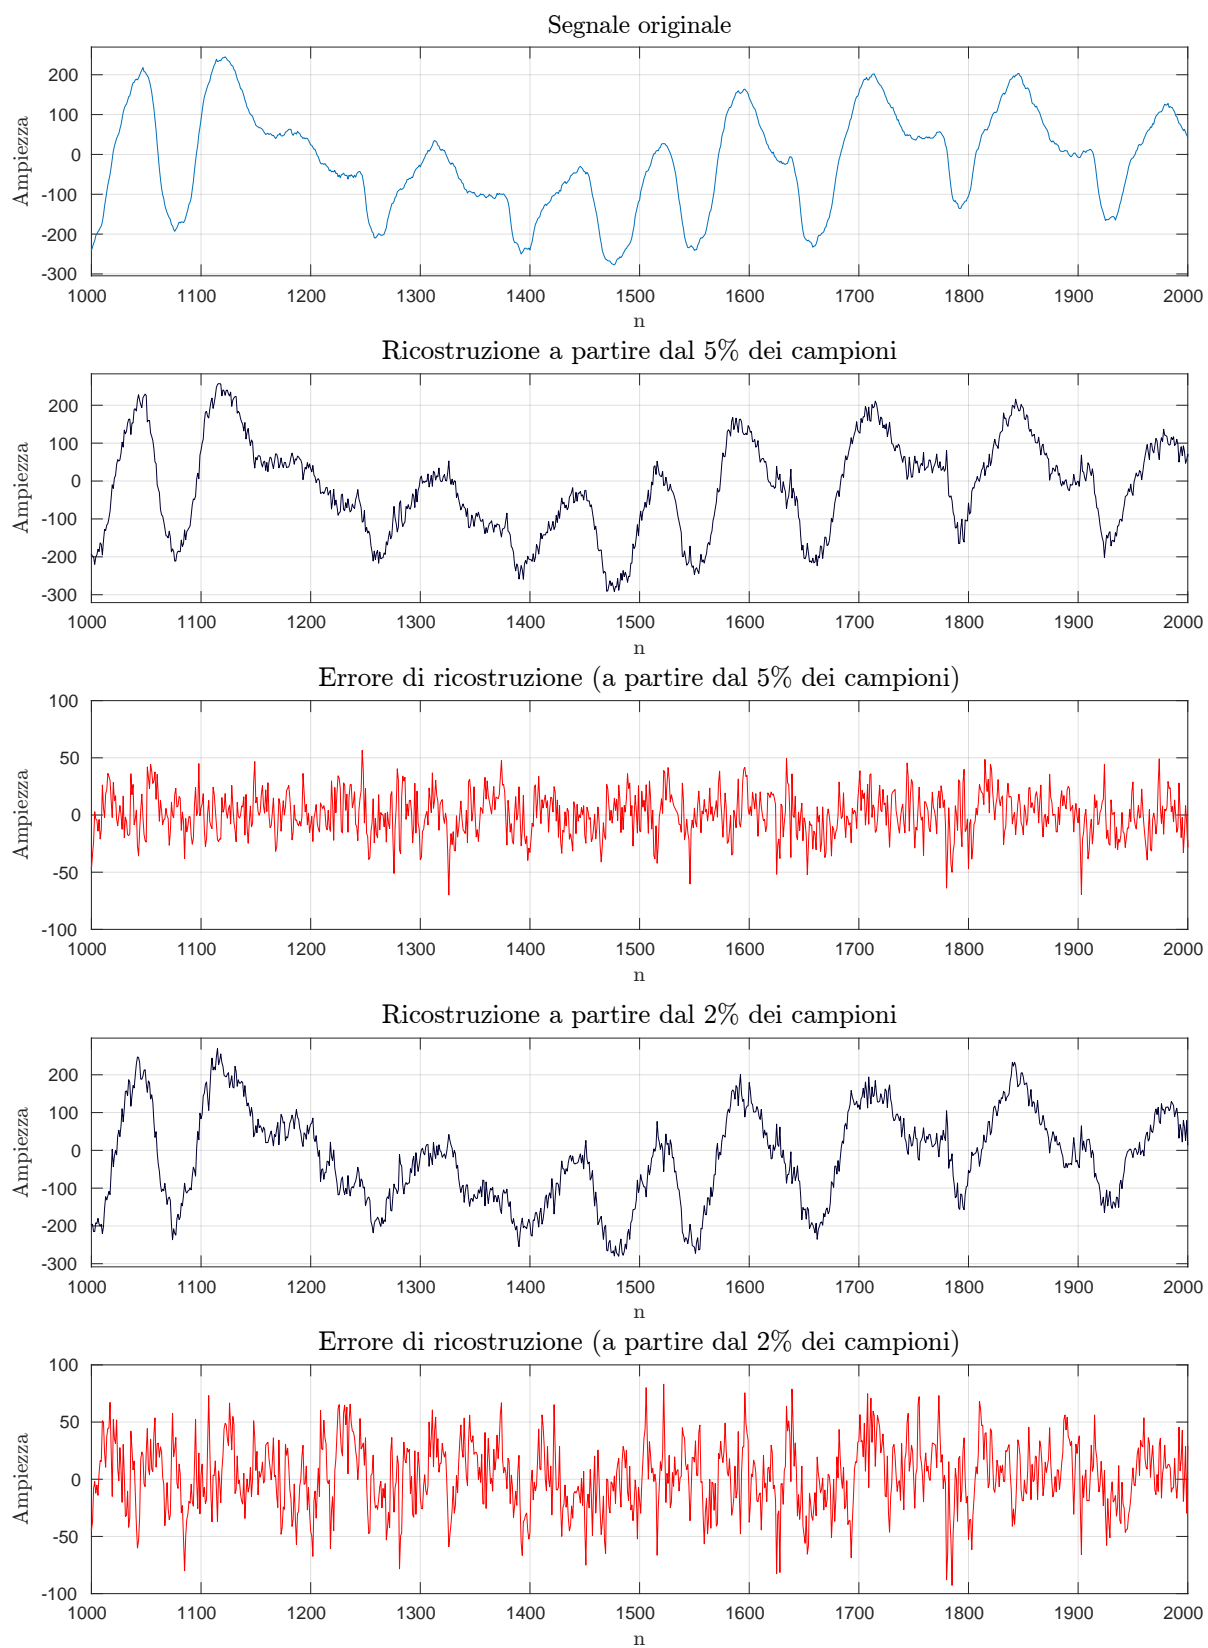 Segnale originale
200
100
0
-100
-200
-300
Ampiezza
1000 1100 1200 1300 1400 1500 1600 1700 1800 1900 2000
n
Ricostruzione a partire dal 5% dei campioni
200
100
0
-100
-200
-300
Ampiezza
1000 1100 1200 1300 1400 1500 1600 1700 1800 1900 2000
n
Errore di ricostruzione (a partire dal 5% dei campioni)
100
50
0
-50
-100
Ampiezza
1000 1100 1200 1300 1400 1500 1600 1700 1800 1900 2000
n
Ricostruzione a partire dal 2% dei campioni
200
100
0
-100
-200
-300
Ampiezza
1000 1100 1200 1300 1400 1500 1600 1700 1800 1900 2000
n
Errore di ricostruzione (a partire dal 2% dei campioni)
100
50
0
-50
-100
Ampiezza
1000 1100 1200 1300 1400 1500 1600 1700 1800 1900 2000
n